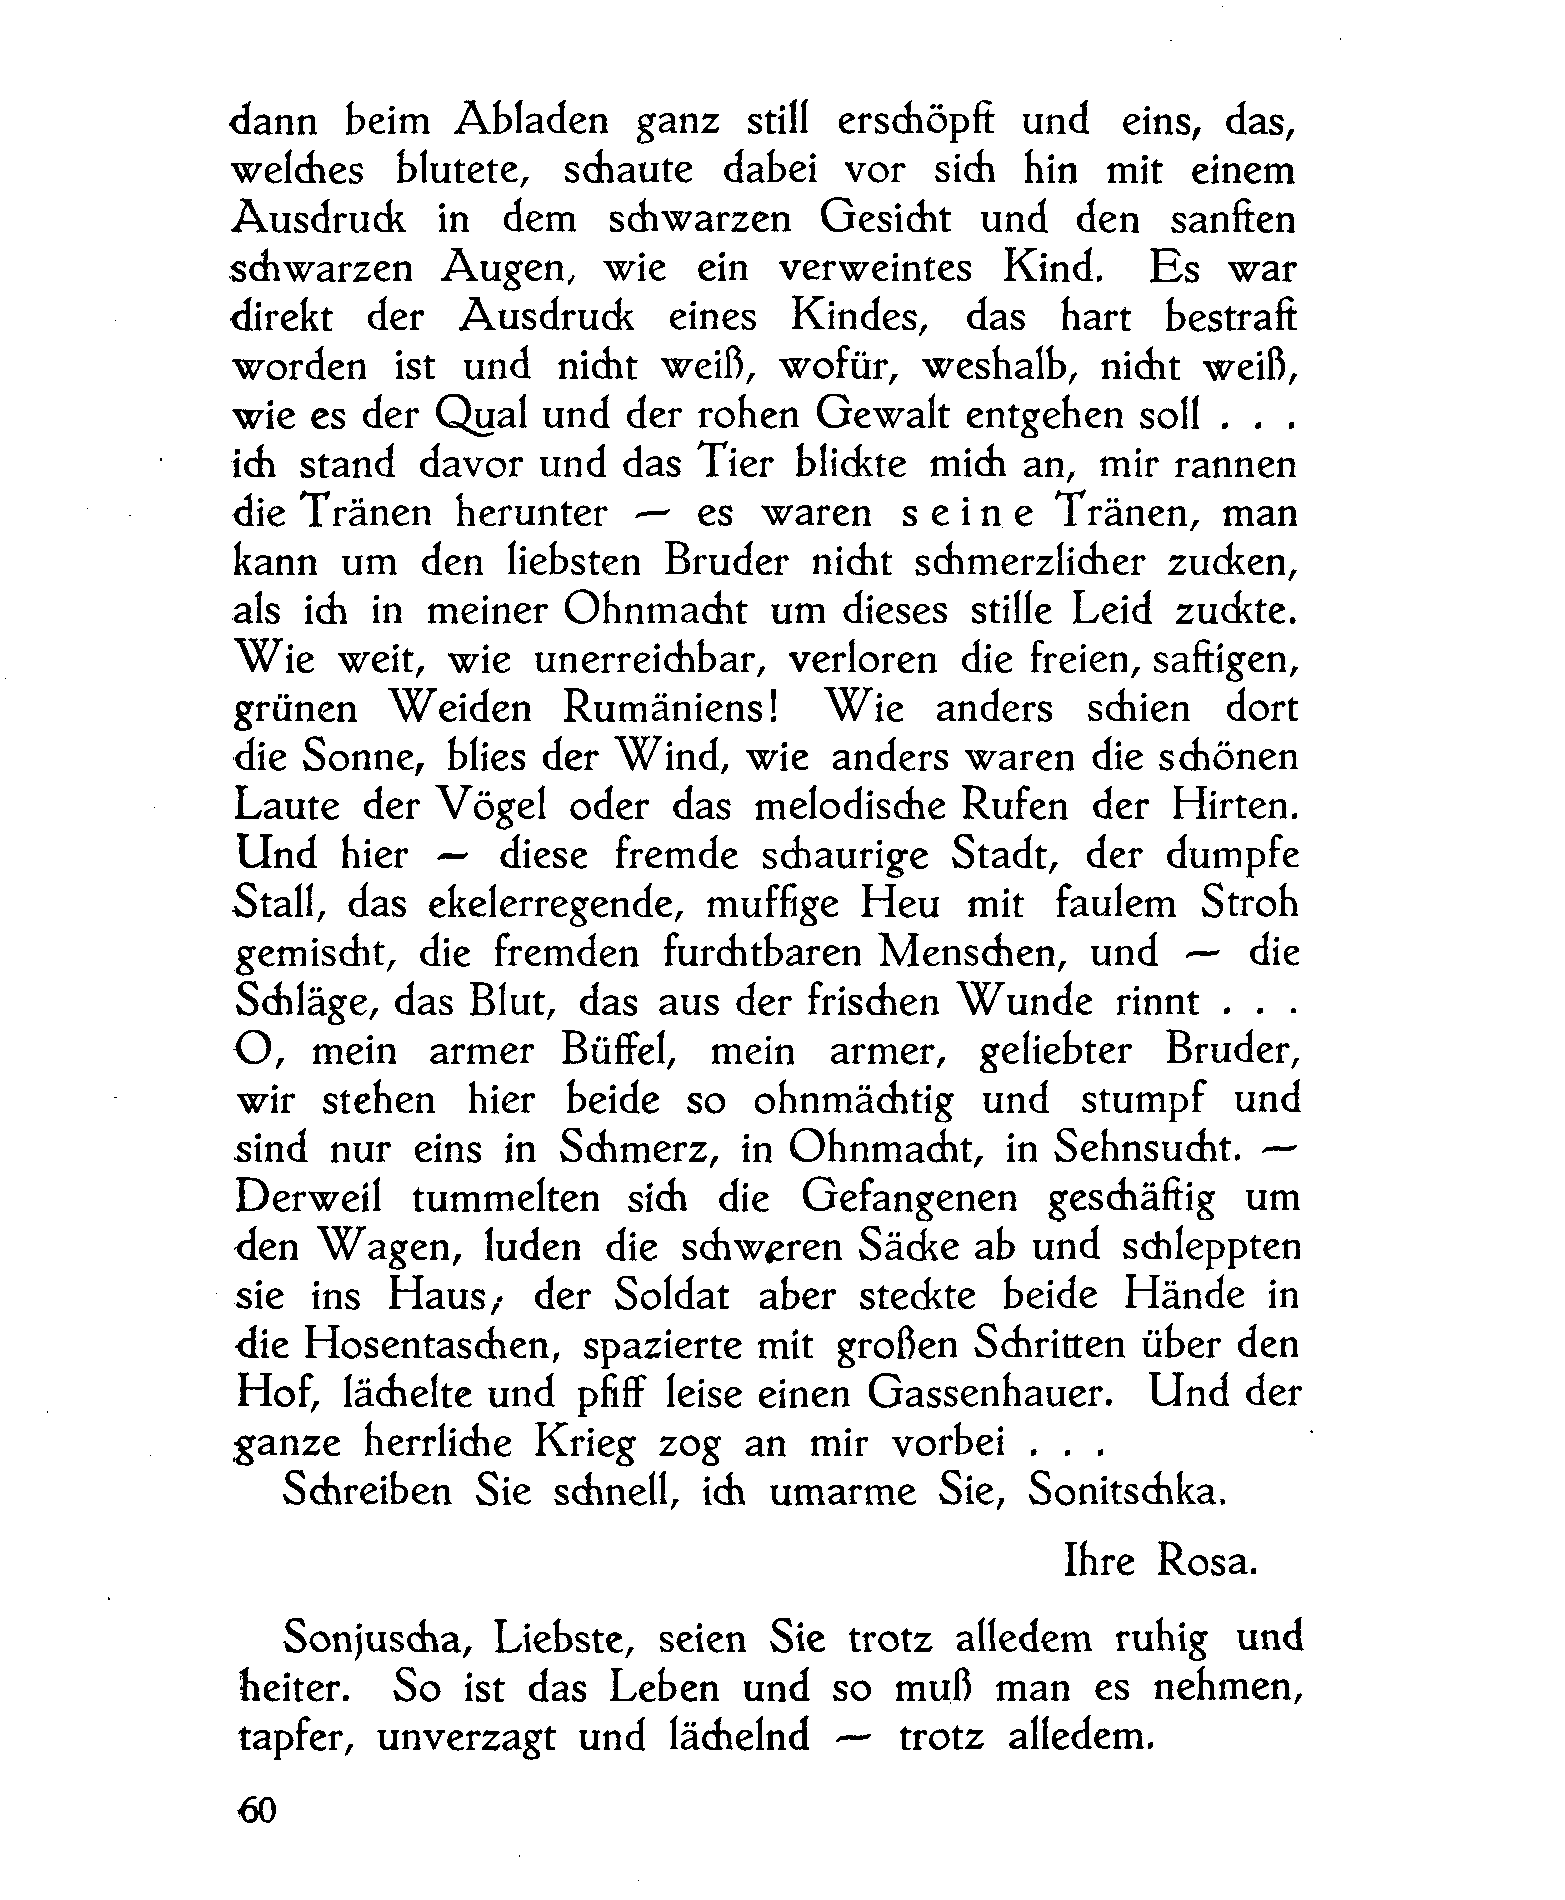 dann beim Abladen ganz still erschöpft und eins, das,
welches blutete, schaute dabei vor sich hin mit einem
Ausdruck in dem schwarzen Gesicht und den sanften
schwarzen Augen, wie ein verweintes Kind. Es war
direkt der Ausdruck eines Kindes, das hart bestraft
worden ist und nicht weiß, wofür, weshalb, nicht weiß,
wie es der Qual und der rohen Gewalt entgehen soll . . .
ich stand davor und das Tier blickte mich an, mir rannen
die Tränen herunter — es waren s e i n e Tränen, man
kann um den liebsten Bruder nicht schmerzlicher zucken,
als ich in meiner Ohnmacht um dieses stille Leid zuckte.
Wie weit, wie unerreichbar, verloren die freien, saftigen,
grünen Weiden Rumäniens! Wie anders schien dort
die Sonne, blies der Wind, wie anders waren die schönen
Laute der Vögel oder das melodische Rufen der Hirten.
Und hier — diese fremde schaurige Stadt, der dumpfe
Stall, das ekelerregende, muffige Heu mit faulem Stroh
gemischt, die fremden furchtbaren Menschen, und — die
Schläge, das Blut, das aus der frischen Wunde rinnt . . .
O, mein armer Büffel, mein armer, geliebter Bruder,
wir stehen hier beide so ohnmächtig und stumpf und
sind nur eins in Schmerz, in Ohnmacht, in Sehnsucht. —
Derweil tummelten sich die Gefangenen geschäftig um
den Wagen, luden die schweren Säcke ab und schleppten
sie ins Haus; der Soldat aber steckte beide Hände in
die Hosentaschen, spazierte mit großen Schritten über den
Hof, lächelte und pfiff leise einen Gassenhauer. Und der
ganze herrliche Krieg zog an mir vorbei . . .
Schreiben Sie schnell, ich umarme Sie, Sonitschka.
Ihre Rosa.
Sonjuscha, Liebste, seien Sie trotz alledem ruhig und
heiter. So ist das Leben und so muß man es nehmen,
tapfer, unverzagt und lächelnd — trotz alledem.
60